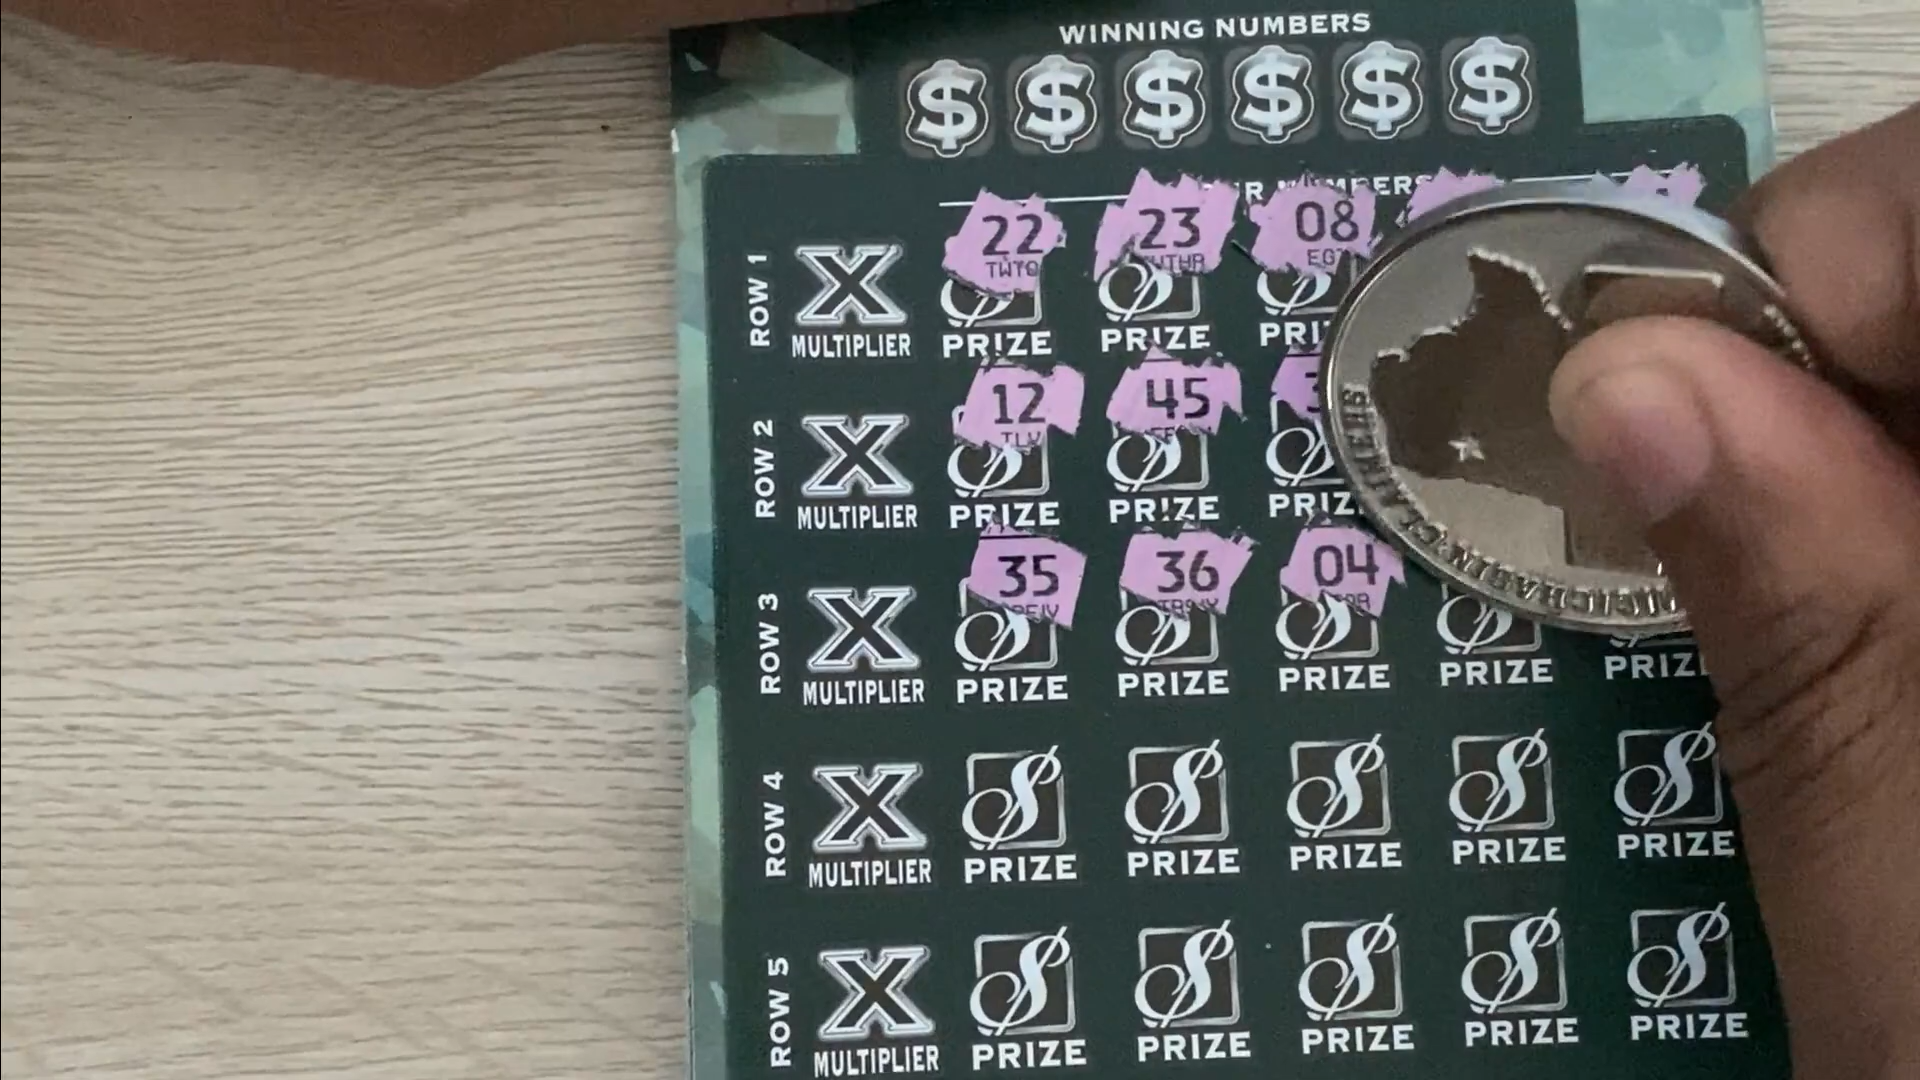 WINNING NUMBERS
$ $ $ $ $ $
ROW 1
X
MULTIPLIER
22 23 08
TWTO
PRIZE PRIZE
ROW 2
X
MULTIPLIER
12 45
PRIZE PRIZE
ROW 3
X
MULTIPLIER
35 36 04
PRIZE PRIZE PRIZE PRIZE
ROW 4
X
MULTIPLIER
PRIZE PRIZE PRIZE PRIZE PRIZE
ROW 5
X
MULTIPLIER
PRIZE PRIZE PRIZE PRIZE PRIZE